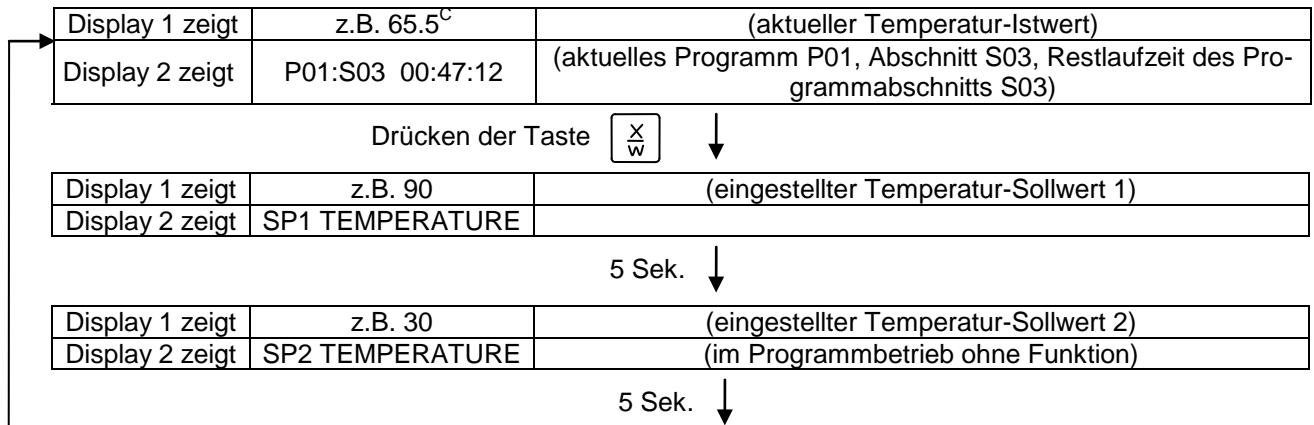 Display 1 zeigt z.B. 65.5C (aktueller Temperatur-Istwert)
Display 2 zeigt P01:S03 00:47:12 (aktuelles Programm P01, Abschnitt S03, Restlaufzeit des Pro-
grammabschnitts S03)
Drücken der Taste X/W
Display 1 zeigt z.B. 90 (eingestellter Temperatur-Sollwert 1)
Display 2 zeigt SP1 TEMPERATURE
5 Sek.
Display 1 zeigt z.B. 30 (eingestellter Temperatur-Sollwert 2)
Display 2 zeigt SP2 TEMPERATURE (im Programmbetrieb ohne Funktion)
5 Sek.